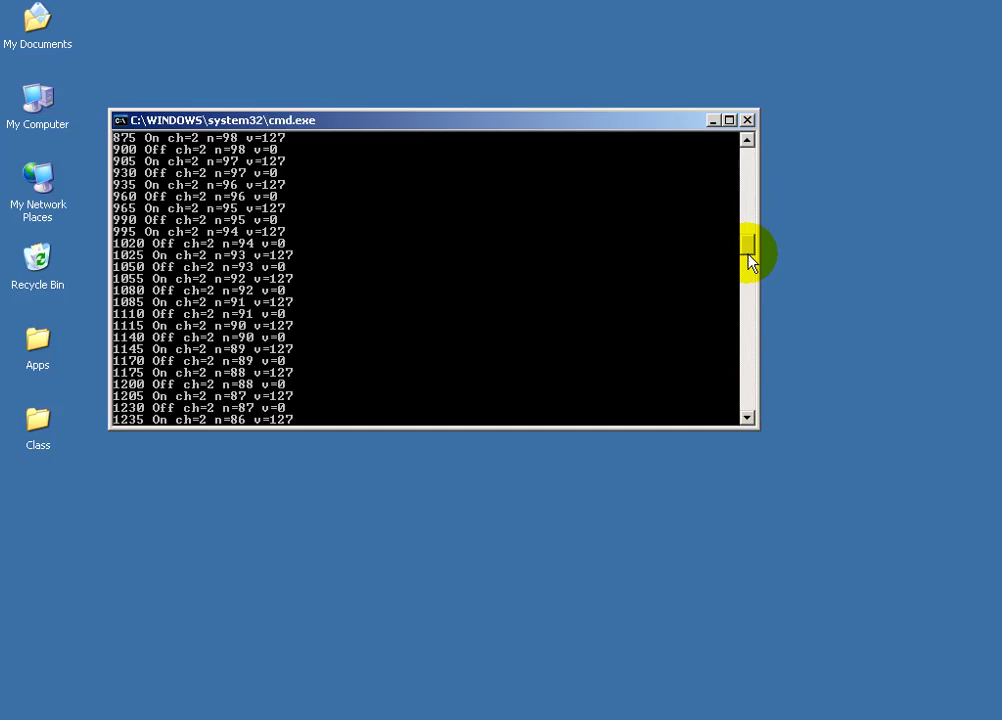 My Documents
My Computer
My Network
Places
Recycle Bin
Apps
Class
C:\WINDOWS\system32\cmd.exe
875 On ch=2 n=98 v=127
900 Off ch=2 n=98 v=0
905 On ch=2 n=97 v=127
930 Off ch=2 n=97 v=0
935 On ch=2 n=96 v=127
960 Off ch=2 n=96 v=0
965 On ch=2 n=95 v=127
990 Off ch=2 n=95 v=0
995 On ch=2 n=94 v=127
1020 Off ch=2 n=94 v=0
1025 On ch=2 n=93 v=127
1050 Off ch=2 n=93 v=0
1055 On ch=2 n=92 v=127
1080 Off ch=2 n=92 v=0
1085 On ch=2 n=91 v=127
1110 Off ch=2 n=91 v=0
1115 On ch=2 n=90 v=127
1140 Off ch=2 n=90 v=0
1145 On ch=2 n=89 v=127
1170 Off ch=2 n=89 v=0
1175 On ch=2 n=88 v=127
1200 Off ch=2 n=88 v=0
1205 On ch=2 n=87 v=127
1230 Off ch=2 n=87 v=0
1235 On ch=2 n=86 v=127